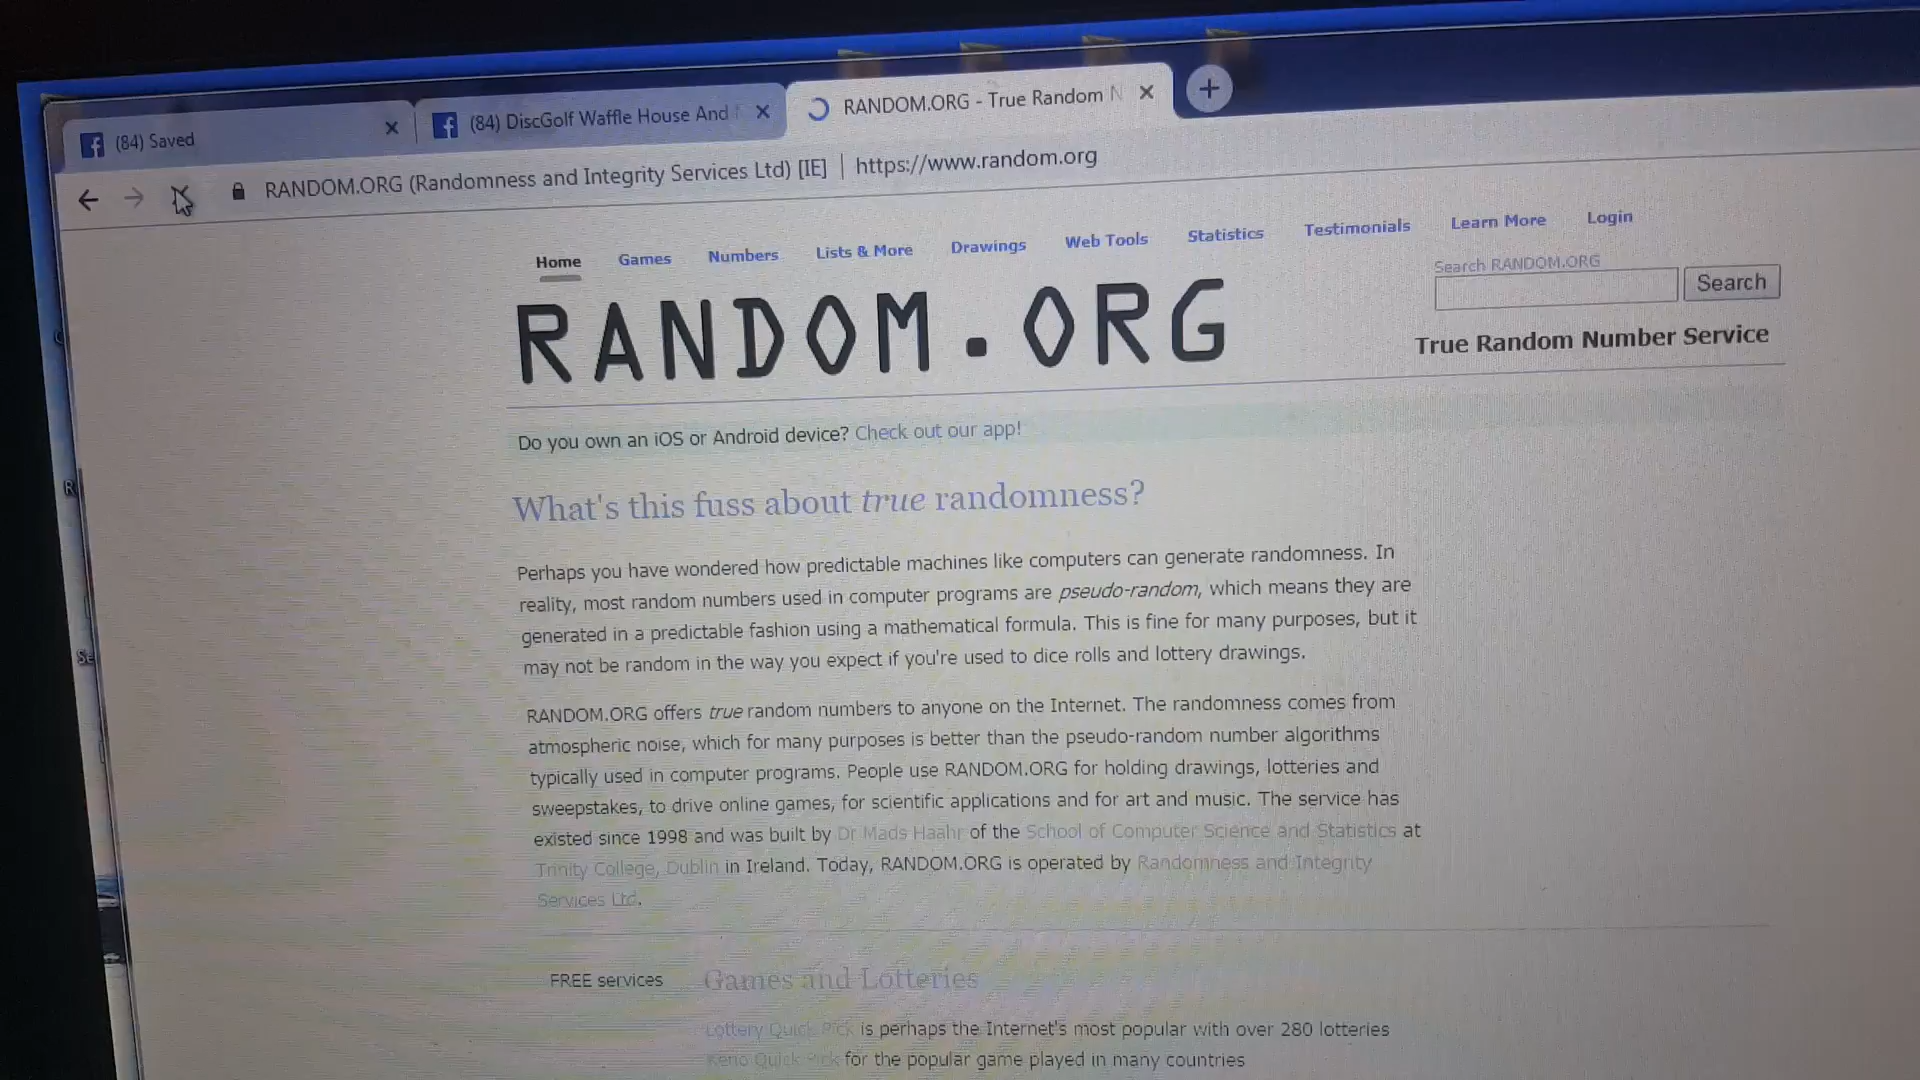 (84) Saved
(84) DiscGolf Waffle House And
RANDOM.ORG - True Random N
RANDOM.ORG (Randomness and Integrity Services Ltd) [IE] | https://www.random.org
Home Games Numbers Lists & More Drawings Web Tools Statistics Testimonials Learn More Login
Search RANDOM.ORG
Search
RANDOM.ORG
True Random Number Service
Do you own an iOS or Android device? Check out our app!
What's this fuss about true randomness?
Perhaps you have wondered how predictable machines like computers can generate randomness. In
reality, most random numbers used in computer programs are pseudo-random, which means they are
generated in a predictable fashion using a mathematical formula. This is fine for many purposes, but it
may not be random in the way you expect if you're used to dice rolls and lottery drawings.
RANDOM.ORG offers true random numbers to anyone on the Internet. The randomness comes from
atmospheric noise, which for many purposes is better than the pseudo-random number algorithms
typically used in computer programs. People use RANDOM.ORG for holding drawings, lotteries and
sweepstakes, to drive online games, for scientific applications and for art and music. The service has
existed since 1998 and was built by Dr Mads Haahr of the School of Computer Science and Statistics at
Trinity College, Dublin in Ireland. Today, RANDOM.ORG is operated by Randomness and Integrity
Services Ltd.
FREE services
Games and Lotteries
Lottery Quick Pick is perhaps the Internet's most popular with over 280 lotteries
Keno Quick Pick for the popular game played in many countries